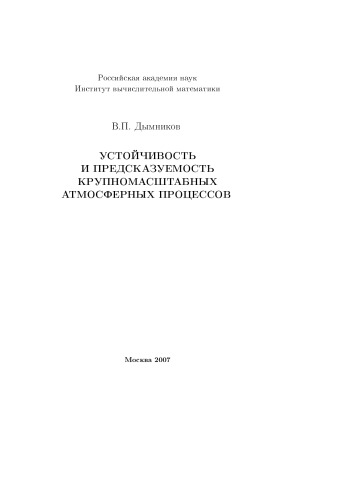 Российская академия наук
Институт вычислительной математики
В.П. Дымников
УСТОЙЧИВОСТЬ
И ПРЕДСКАЗУЕМОСТЬ
КРУПНОМАСШТАБНЫХ
АТМОСФЕРНЫХ ПРОЦЕССОВ
Москва 2007